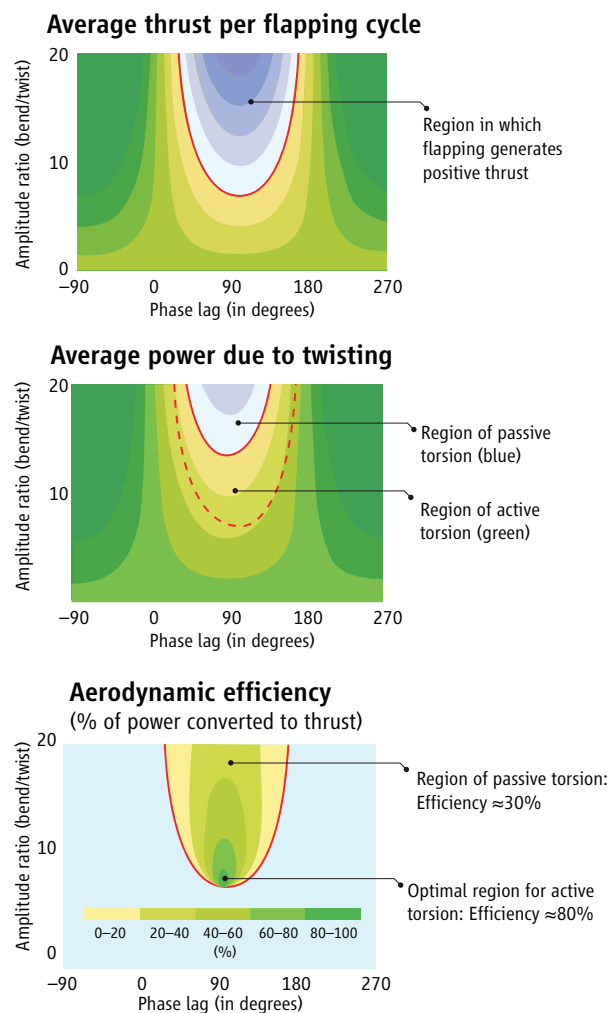 Average thrust per flapping cycle
Amplitude ratio (bend/twist)
20
10
0
–90 0 90 180 270
Phase lag (in degrees)
Region in which
flapping generates
positive thrust
Average power due to twisting
Amplitude ratio (bend/twist)
20
10
–90 0 90 180 270
Phase lag (in degrees)
Region of passive
torsion (blue)
Region of active
torsion (green)
Aerodynamic efficiency
(% of power converted to thrust)
Amplitude ratio (bend/twist)
20
10
0
Region of passive torsion:
Efficiency ≈30%
Optimal region for active
torsion: Efficiency ≈80%
0–20 20–40 40–60 60–80 80–100
(%)
–90 0 90 180 270
Phase lag (in degrees)